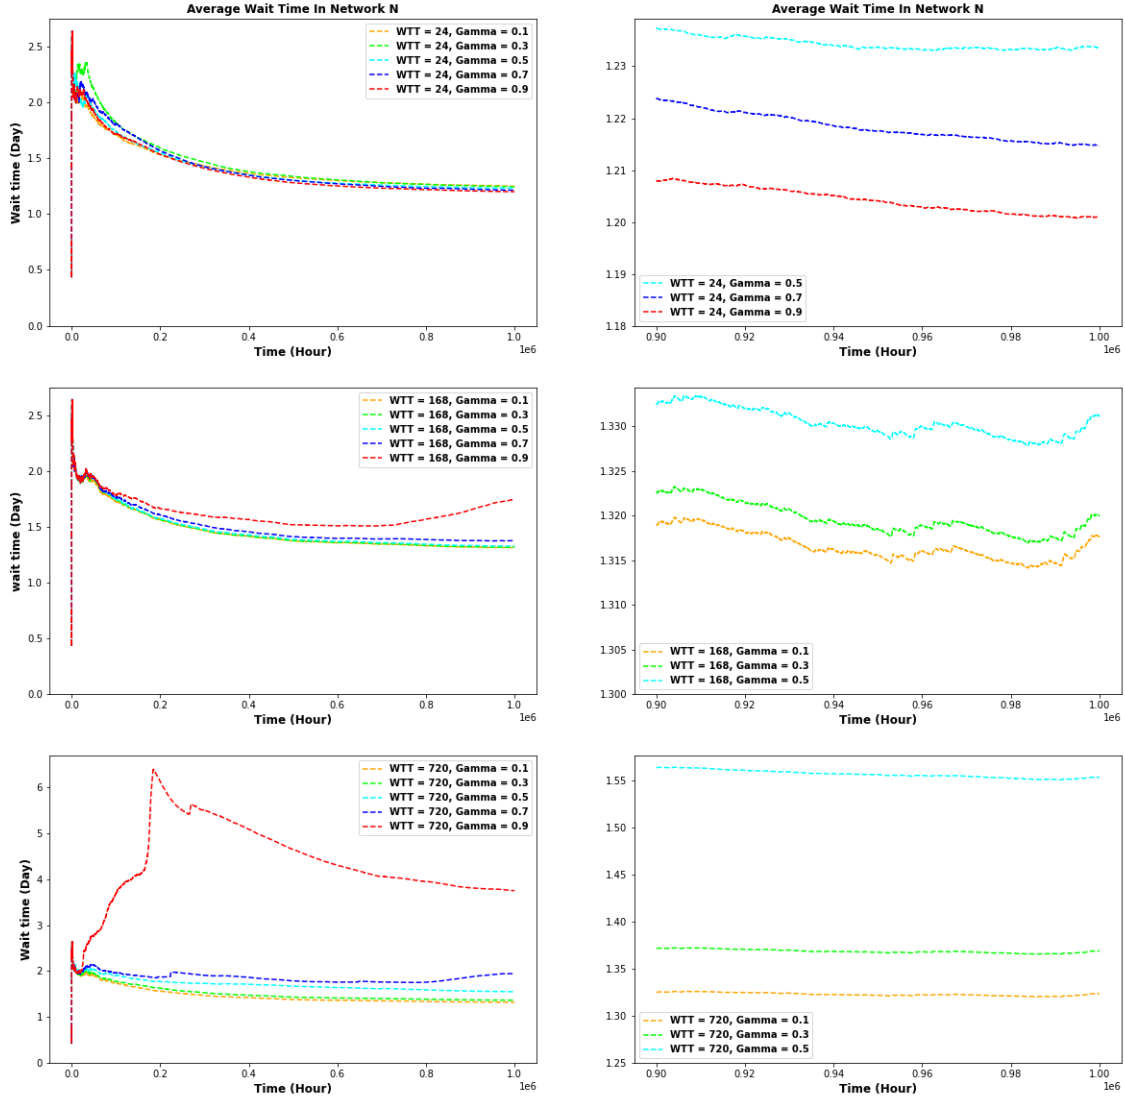 Average Wait Time In Network N
Wait time (Day)
2.5
2.0
1.5
1.0
0.5
0.0
WTT = 24, Gamma = 0.1
WTT = 24, Gamma = 0.3
WTT = 24, Gamma = 0.5
WTT = 24, Gamma = 0.7
WTT = 24, Gamma = 0.9
0.0 0.2 0.4 0.6 0.8 1.0
1e6
Time (Hour)
Average Wait Time In Network N
1.23
1.22
1.21
1.20
1.19
1.18
WTT = 24, Gamma = 0.5
WTT = 24, Gamma = 0.7
WTT = 24, Gamma = 0.9
0.90 0.92 0.94 0.96 0.98 1.00
1e6
Time (Hour)
wait time (Day)
2.5
2.0
1.5
1.0
0.5
0.0
WTT = 168, Gamma = 0.1
WTT = 168, Gamma = 0.3
WTT = 168, Gamma = 0.5
WTT = 168, Gamma = 0.7
WTT = 168, Gamma = 0.9
0.0 0.2 0.4 0.6 0.8 1.0
1e6
Time (Hour)
1.330
1.325
1.320
1.315
1.310
1.305
1.300
WTT = 168, Gamma = 0.1
WTT = 168, Gamma = 0.3
WTT = 168, Gamma = 0.5
0.90 0.92 0.94 0.96 0.98 1.00
1e6
Time (Hour)
Wait time (Day)
6
5
4
3
2
1
0
WTT = 720, Gamma = 0.1
WTT = 720, Gamma = 0.3
WTT = 720, Gamma = 0.5
WTT = 720, Gamma = 0.7
WTT = 720, Gamma = 0.9
0.0 0.2 0.4 0.6 0.8 1.0
1e6
Time (Hour)
1.55
1.50
1.45
1.40
1.35
1.30
1.25
WTT = 720, Gamma = 0.1
WTT = 720, Gamma = 0.3
WTT = 720, Gamma = 0.5
0.90 0.92 0.94 0.96 0.98 1.00
1e6
Time (Hour)